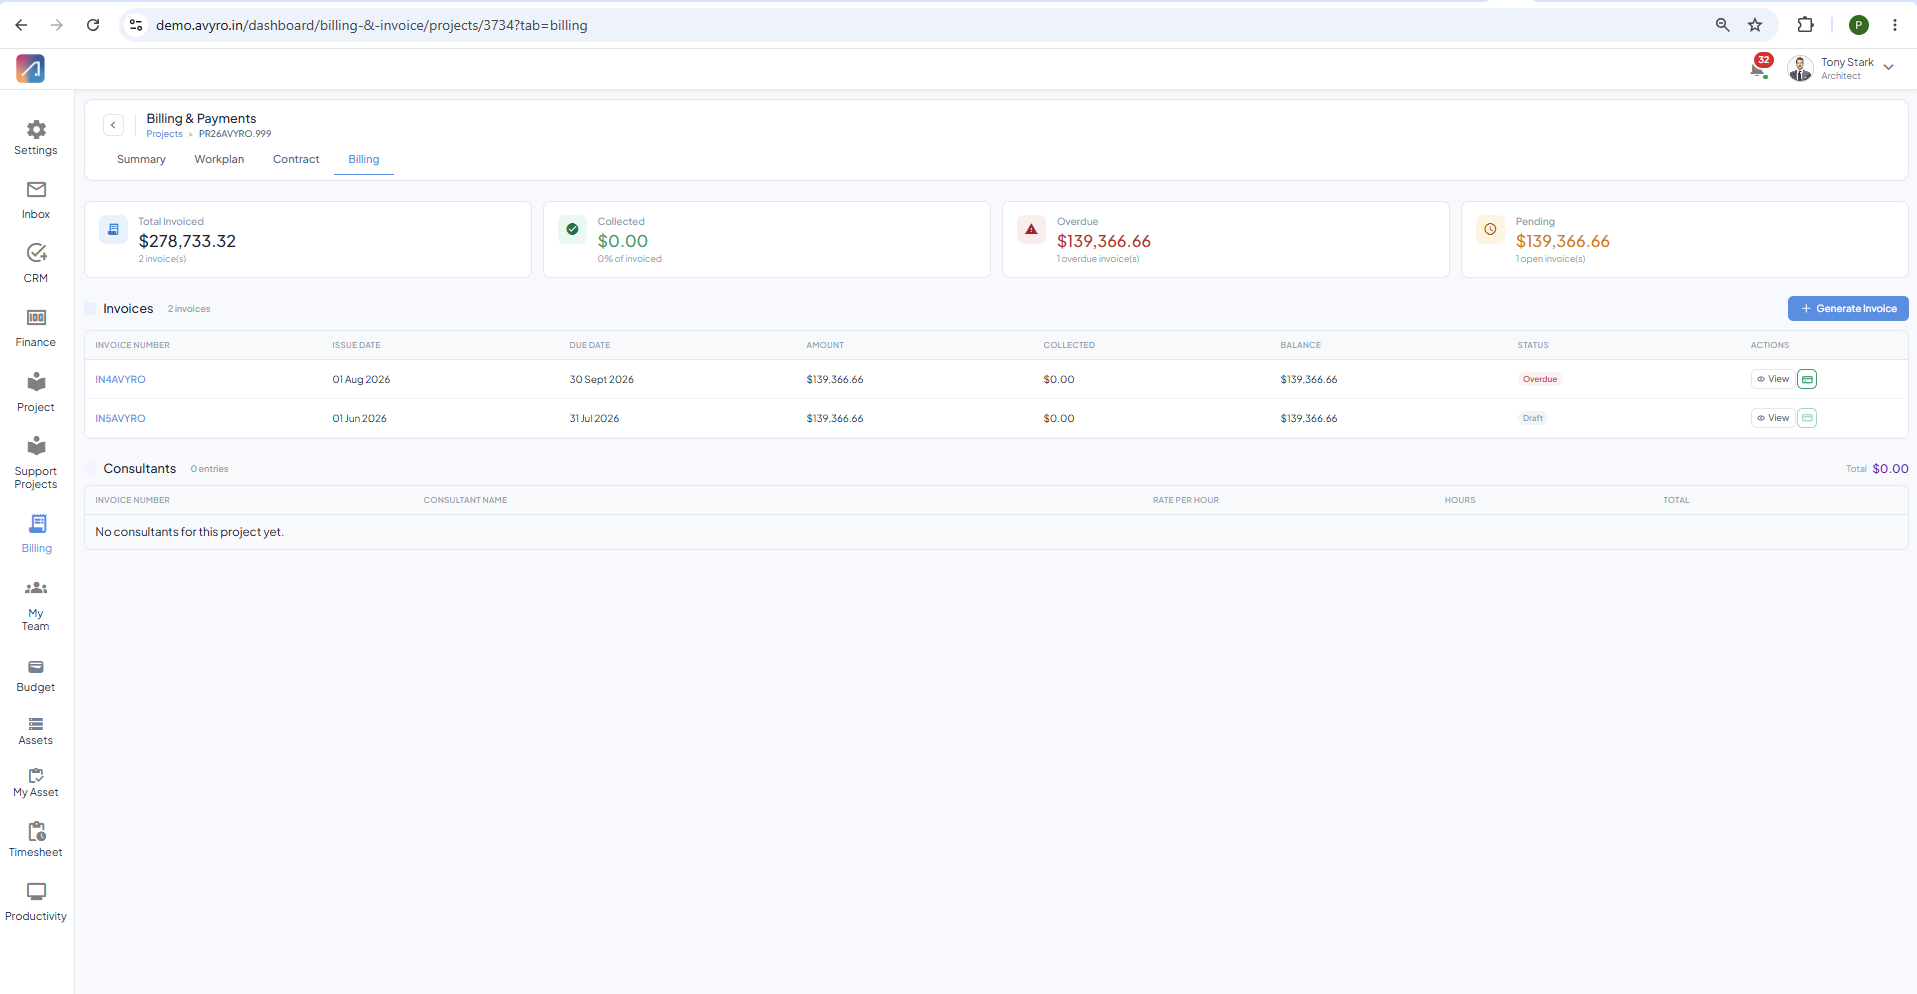 demo.avyro.in/dashboard/billing-&-invoice/projects/3734?tab=billing
P
32
Tony Stark
Architect
Settings
Inbox
CRM
Finance
Project
Support
Projects
Billing
My
Team
Budget
Assets
My Asset
Timesheet
Productivity
Billing & Payments
Projects > PR26AVYRO.999
Summary Workplan Contract Billing
Total Invoiced
$278,733.32
2 invoice(s)
Collected
$0.00
0% of invoiced
Overdue
$139,366.66
1 overdue invoice(s)
Pending
$139,366.66
1 open invoice(s)
Invoices 2 invoices
+ Generate Invoice
INVOICE NUMBER ISSUE DATE DUE DATE AMOUNT COLLECTED BALANCE STATUS ACTIONS
IN4AVYRO 01 Aug 2026 30 Sept 2026 $139,366.66 $0.00 $139,366.66 Overdue View
IN5AVYRO 01 Jun 2026 31 Jul 2026 $139,366.66 $0.00 $139,366.66 Draft View
Consultants 0 entries
Total $0.00
INVOICE NUMBER CONSULTANT NAME RATE PER HOUR HOURS TOTAL
No consultants for this project yet.